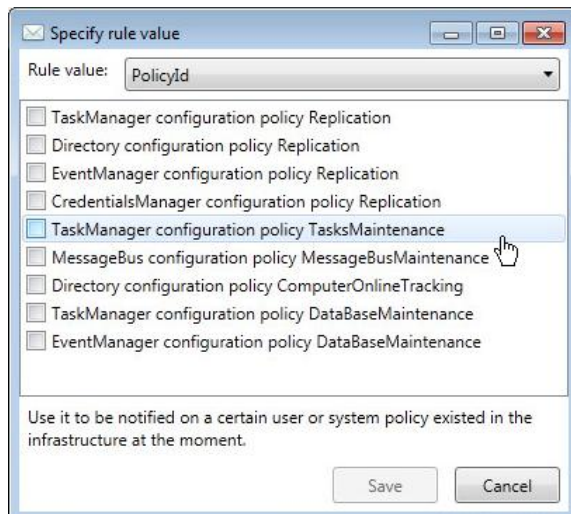 Specify rule value
Rule value: PolicyId
TaskManager configuration policy Replication
Directory configuration policy Replication
EventManager configuration policy Replication
CredentialsManager configuration policy Replication
TaskManager configuration policy TasksMaintenance
MessageBus configuration policy MessageBusMaintenance
Directory configuration policy ComputerOnlineTracking
TaskManager configuration policy DataBaseMaintenance
EventManager configuration policy DataBaseMaintenance
Use it to be notified on a certain user or system policy existed in the
infrastructure at the moment.
Save Cancel